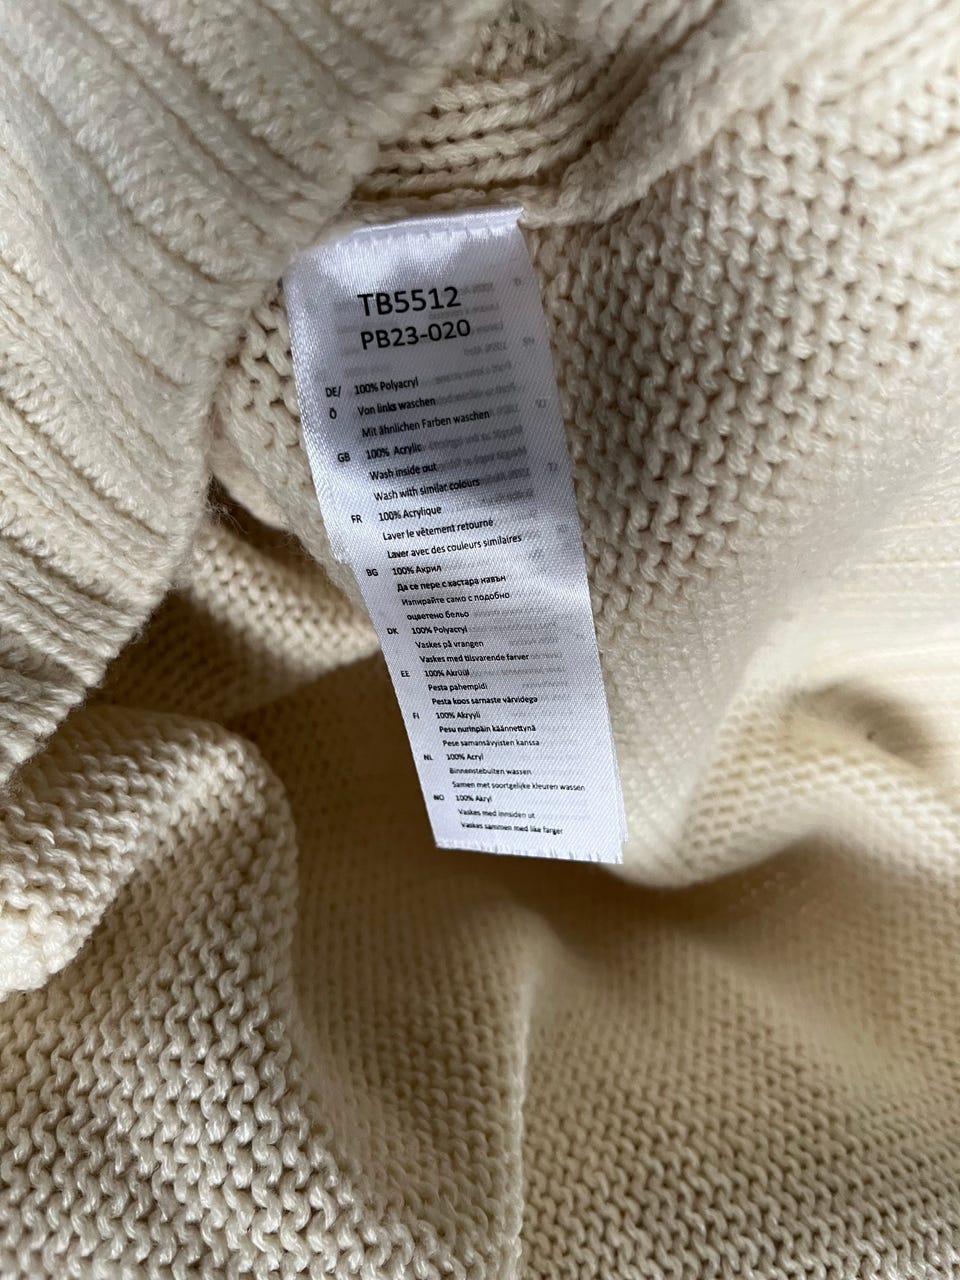 TB5512
PB23-020
DE/ 100% Polyacryl
Ö Von links waschen
Mit ähnlichen Farben waschen
GB 100% Acrylic
Wash inside out
Wash with similar colours
FR 100% Acrylique
Laver le vêtement retourné
Laver avec des couleurs similaires
BG 100% Акрил
Да се пере с хастара навън
Изпирайте само с подобно
оцветено бельо
DK 100% Polyacryl
Vaskes på vrangen
Vaskes med tilsvarende farver
EE 100% Akrüül
Pesta pahempidi
Pesta koos sarnaste värvidega
FI 100% Akryyli
Pesu nurinpäin käännettynä
Pese samansävyisten kanssa
NL 100% Acryl
Binnenstebuiten wassen
Samen met soortgelijke kleuren wassen
NO 100% Akryl
Vaskes med innsiden ut
Vaskes sammen med like farger